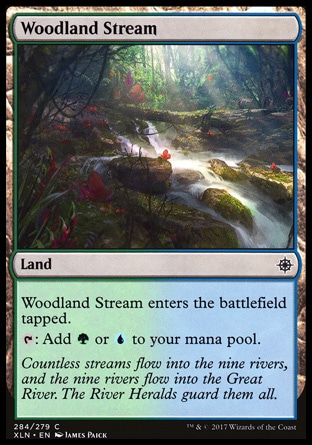 Woodland Stream
Land
Woodland Stream enters the battlefield
tapped.
: Add or to your mana pool.
Countless streams flow into the nine rivers,
and the nine rivers flow into the Great
River. The River Heralds guard them all.
284/279 C
XLN • EN James Paick
™ & © 2017 Wizards of the Coast